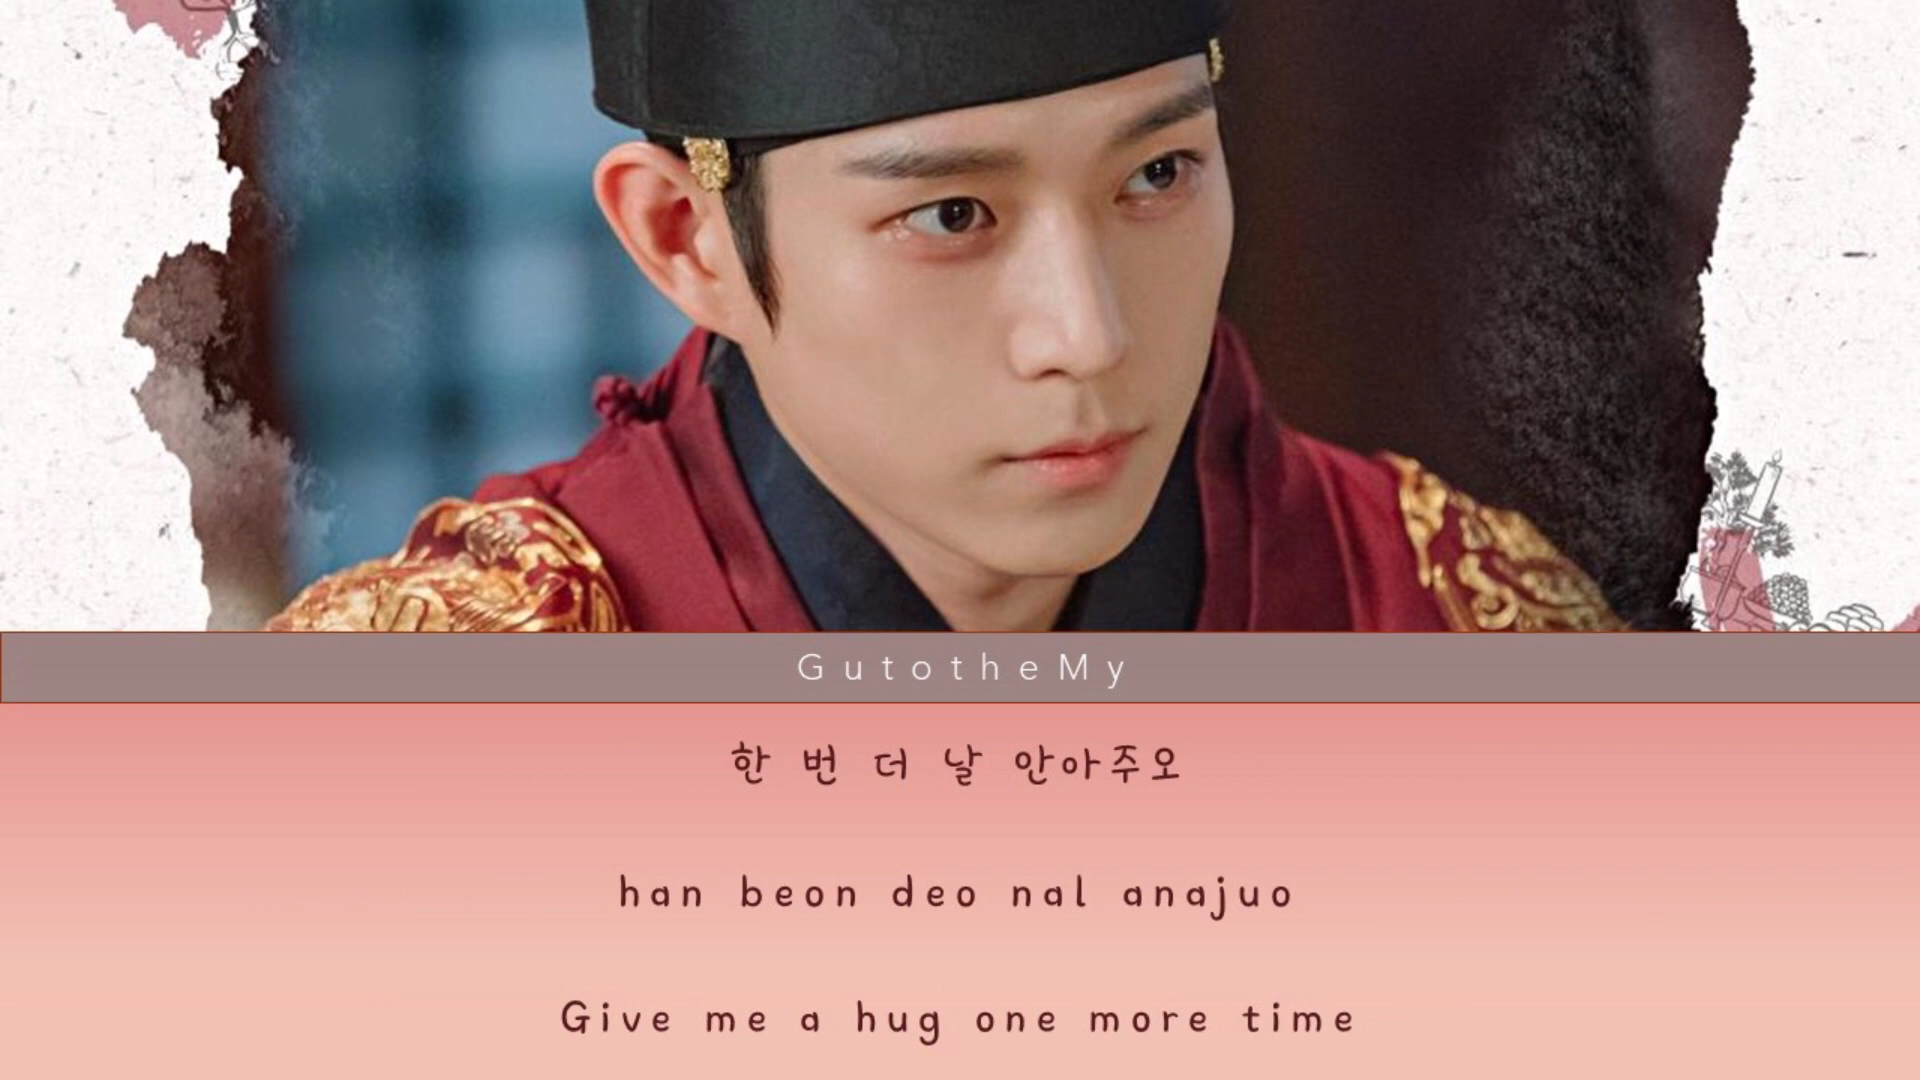 GutotheMy
한 번 더 날 안아주오
han beon deo nal anajuo
Give me a hug one more time